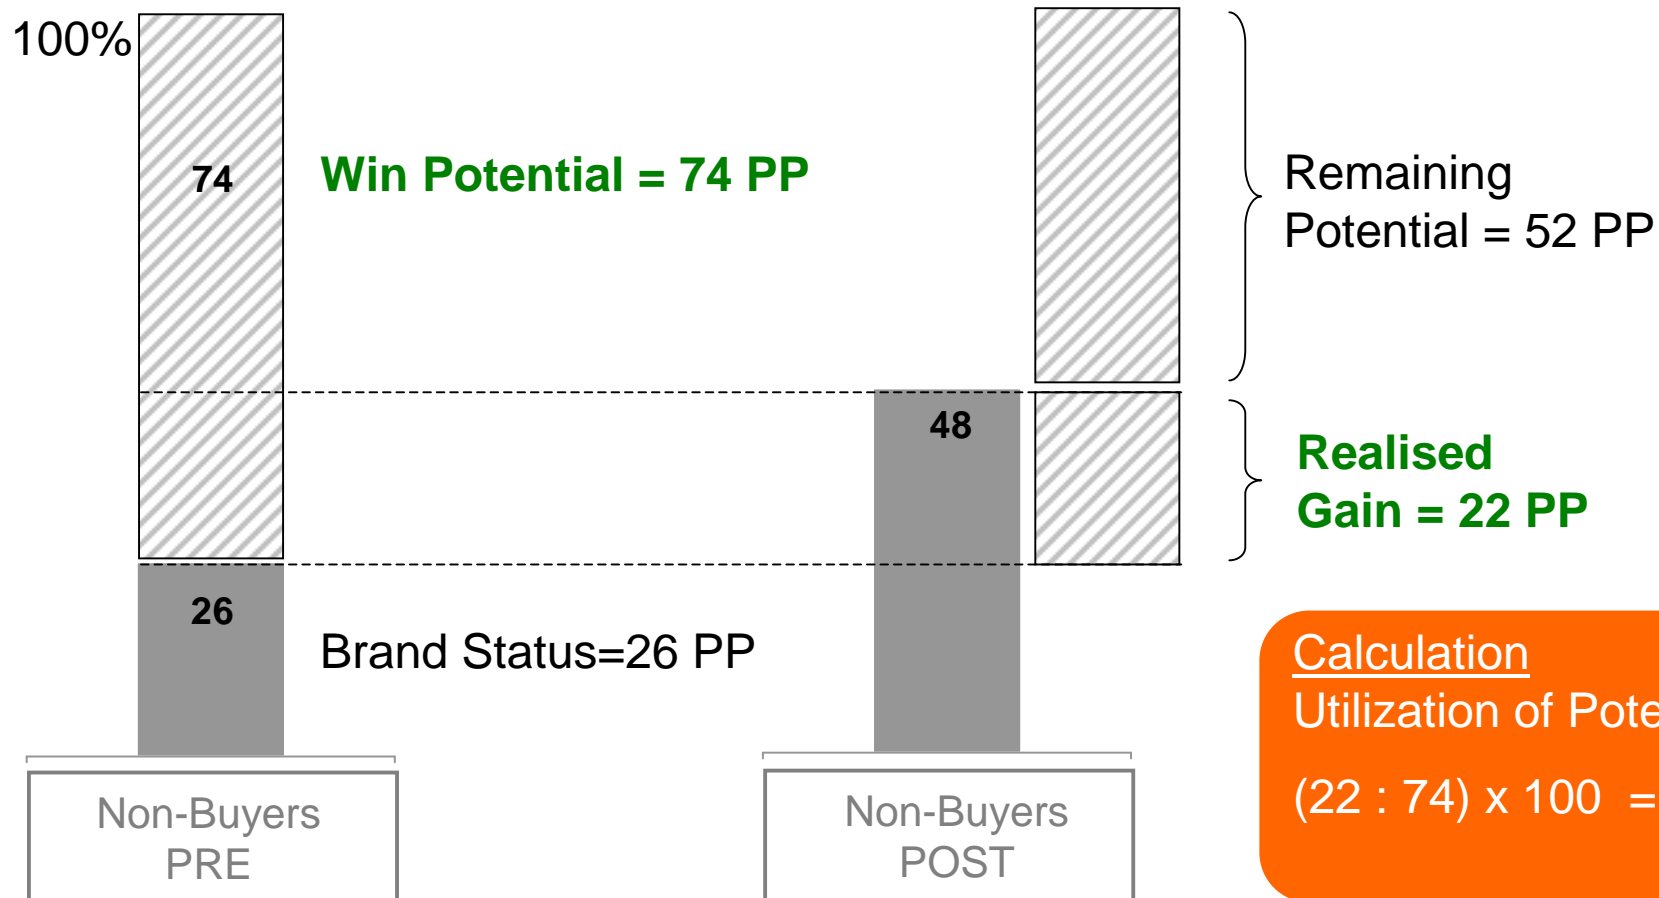 100%
74
Win Potential = 74 PP
Remaining
Potential = 52 PP
48
Realised
Gain = 22 PP
26
Brand Status=26 PP
Calculation
Utilization of
(22 : 74) x 100 =
Non-Buyers
PRE
Non-Buyers
POST